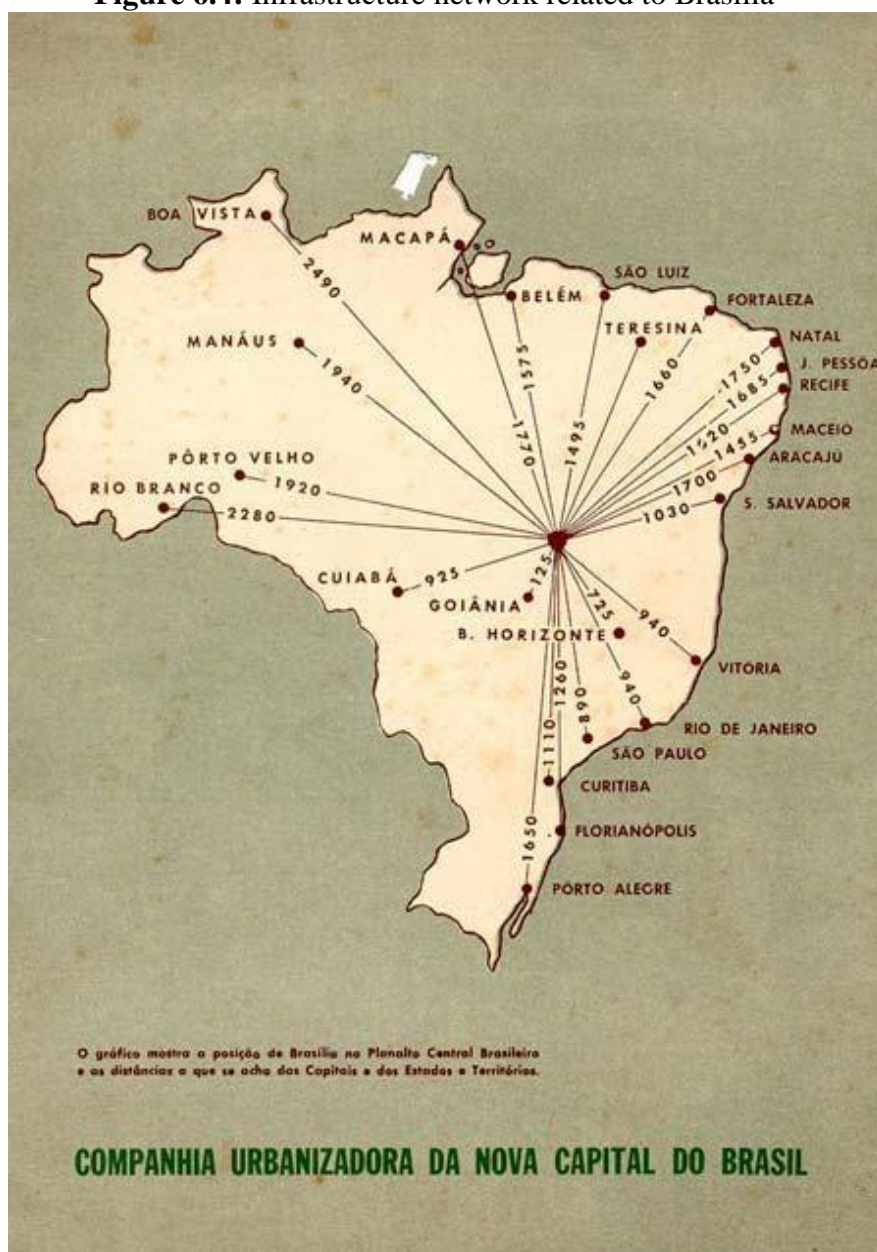 Figure 6.4: Infrastructure network related to Brasília
BOA VISTA
MACAPÁ
2490
SÃO LUIZ
BELÉM
FORTALEZA
TERESINA
MANÁUS
NATAL
1940
1575
1660
1750
J. PESSÔA
1685
RECIFE
1770
1495
MACEIO
1455
ARACAJÚ
PÔRTO VELHO
1920
RIO BRANCO
2280
1700
S. SALVADOR
1030
CUIABÁ
925
125
GOIÂNIA
725
B. HORIZONTE
940
VITORIA
1260
890
940
RIO DE JANEIRO
SÃO PAULO
1110
CURITIBA
1650
FLORIANÓPOLIS
PÔRTO ALEGRE
O gráfico mostra a posição de Brasília no Planalto Central Brasileiro
e as distâncias a que se acha das Capitais e dos Estados e Territórios.
COMPANHIA URBANIZADORA DA NOVA CAPITAL DO BRASIL